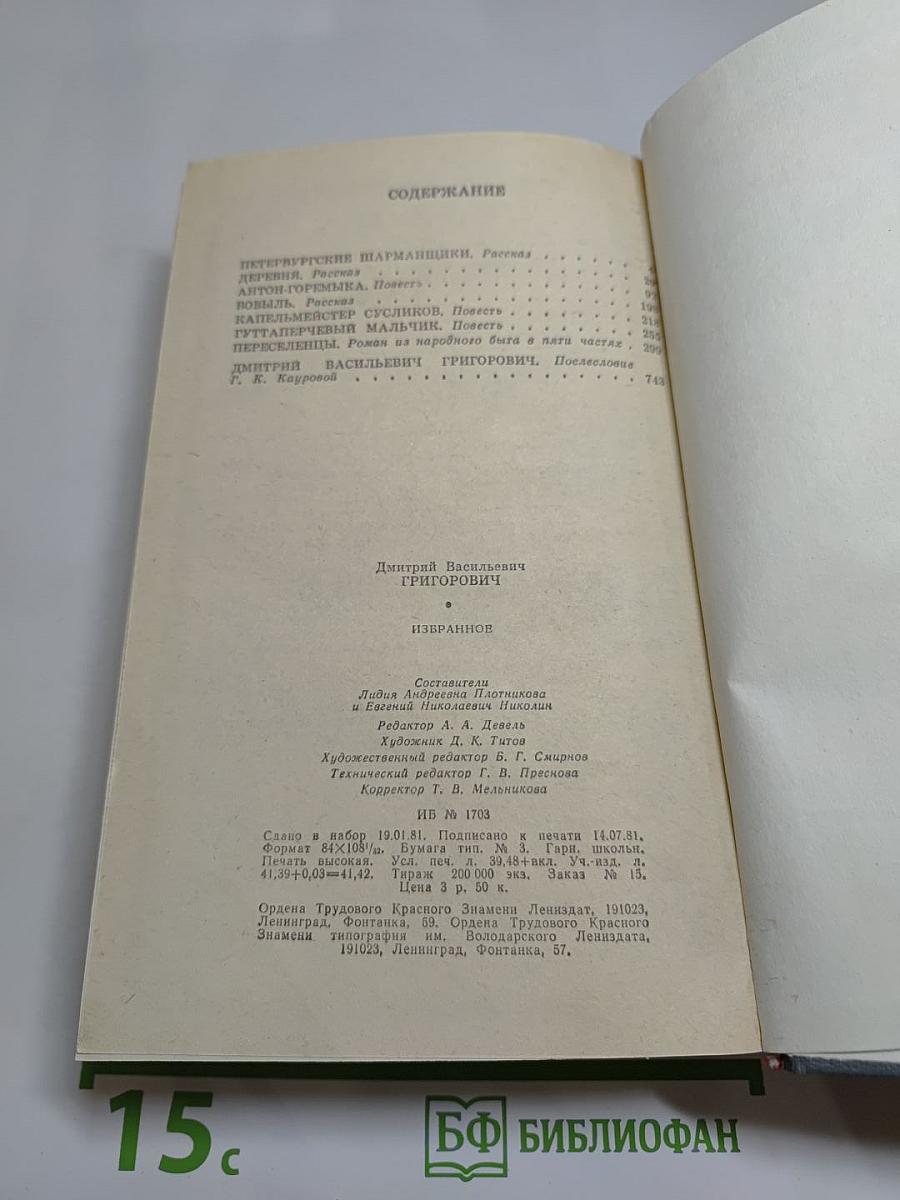 СОДЕРЖАНИЕ
ПЕТЕРБУРГСКИЕ ШАРМАНЩИКИ. Рассказ . . . . . .
ДЕРЕВНЯ. Рассказ . . . . . . . . . . . . . .
АНТОН-ГОРЕМЫКА. Повесть . . . . . . . . . . .
БОБЫЛЬ. Рассказ . . . . . . . . . . . . . .
КАПЕЛЬМЕЙСТЕР СУСЛИКОВ. Повесть . . . . . . . 218
ГУТТАПЕРЧЕВЫЙ МАЛЬЧИК. Повесть . . . . . . . 255
ПЕРЕСЕЛЕНЦЫ. Роман из народного быта в пяти частях . 299
ДМИТРИЙ ВАСИЛЬЕВИЧ ГРИГОРОВИЧ. Послесловие
Г. К. Кауровой . . . . . . . . . . . . . . . . 743
Дмитрий Васильевич
ГРИГОРОВИЧ
ИЗБРАННОЕ
Составители
Лидия Андреевна Плотникова
и Евгений Николаевич Николин
Редактор А. А. Девель
Художник Д. К. Титов
Художественный редактор Б. Г. Смирнов
Технический редактор Г. В. Преснова
Корректор Т. В. Мельникова
ИБ № 1703
Сдано в набор 19.01.81. Подписано к печати 14.07.81.
Формат 84×108¹/₃₂. Бумага тип. № 3. Гарн. школьн.
Печать высокая. Усл. печ. л. 39,48+вкл. Уч.-изд. л.
41,39+0,03=41,42. Тираж 200 000 экз. Заказ № 15.
Цена 3 р. 50 к.
Ордена Трудового Красного Знамени Лениздат, 191023,
Ленинград, Фонтанка, 59. Ордена Трудового Красного
Знамени типография им. Володарского Лениздата,
191023, Ленинград, Фонтанка, 57.
15 с
БФ БИБЛИОФАН